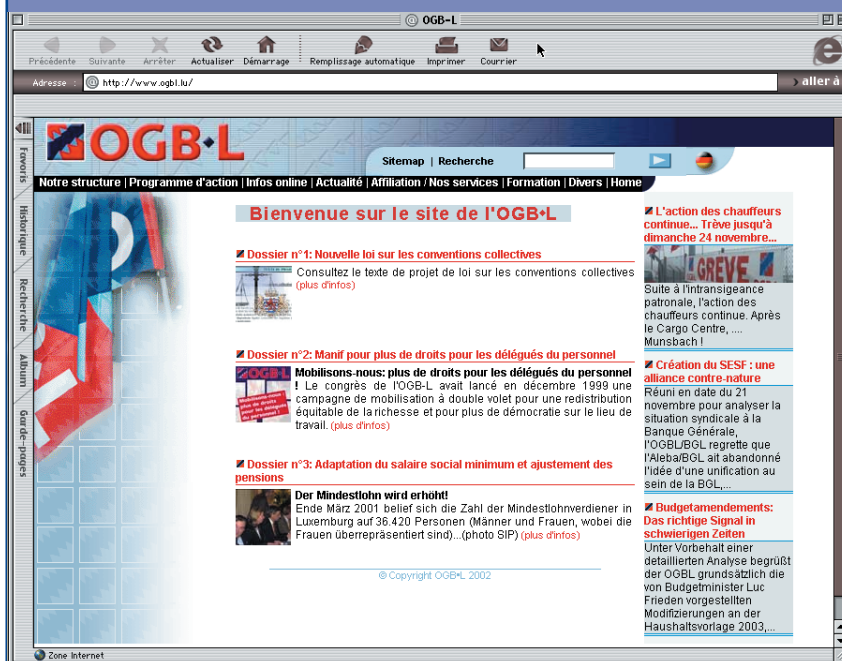 OGB-L
Précédente Suivante Arrêter Actualiser Démarrage Remplissage automatique Imprimer Courrier
Adresse : http://www.ogbl.lu/ › aller à
Favoris
Historique
Recherche
Album
Garde-pages
OGB•L
Sitemap | Recherche
Notre structure | Programme d'action | Infos online | Actualité | Affiliation / Nos services | Formation | Divers | Home
Bienvenue sur le site de l'OGB•L
Dossier n°1: Nouvelle loi sur les conventions collectives
Consultez le texte de projet de loi sur les conventions collectives
(plus d'infos)
Dossier n°2: Manif pour plus de droits pour les délégués du personnel
OGB•L
Mobilisons-nous
plus de droits
pour les délégués
du personnel !
Mobilisons-nous: plus de droits pour les délégués du personnel
! Le congrès de l'OGB-L avait lancé en décembre 1999 une
campagne de mobilisation à double volet pour une redistribution
équitable de la richesse et pour plus de démocratie sur le lieu de
travail. (plus d'infos)
Dossier n°3: Adaptation du salaire social minimum et ajustement des
pensions
Der Mindestlohn wird erhöht!
Ende März 2001 belief sich die Zahl der Mindestlohnverdiener in
Luxemburg auf 36.420 Personen (Männer und Frauen, wobei die
Frauen überrepräsentiert sind)...(photo SIP) (plus d'infos)
© Copyright OGB•L 2002
L'action des chauffeurs
continue... Trève jusqu'à
dimanche 24 novembre...
GRÈVE
Suite à l'intransigeance
patronale, l'action des
chauffeurs continue. Après
le Cargo Centre, ....
Munsbach !
Création du SESF : une
alliance contre-nature
Réuni en date du 21
novembre pour analyser la
situation syndicale à la
Banque Générale,
l'OGBL/BGL regrette que
l'Aleba/BGL ait abandonné
l'idée d'une unification au
sein de la BGL,...
Budgetamendements:
Das richtige Signal in
schwierigen Zeiten
Unter Vorbehalt einer
detaillierten Analyse begrüßt
der OGBL grundsätzlich die
von Budgetminister Luc
Frieden vorgestellten
Modifizierungen an der
Haushaltsvorlage 2003,...
Zone Internet